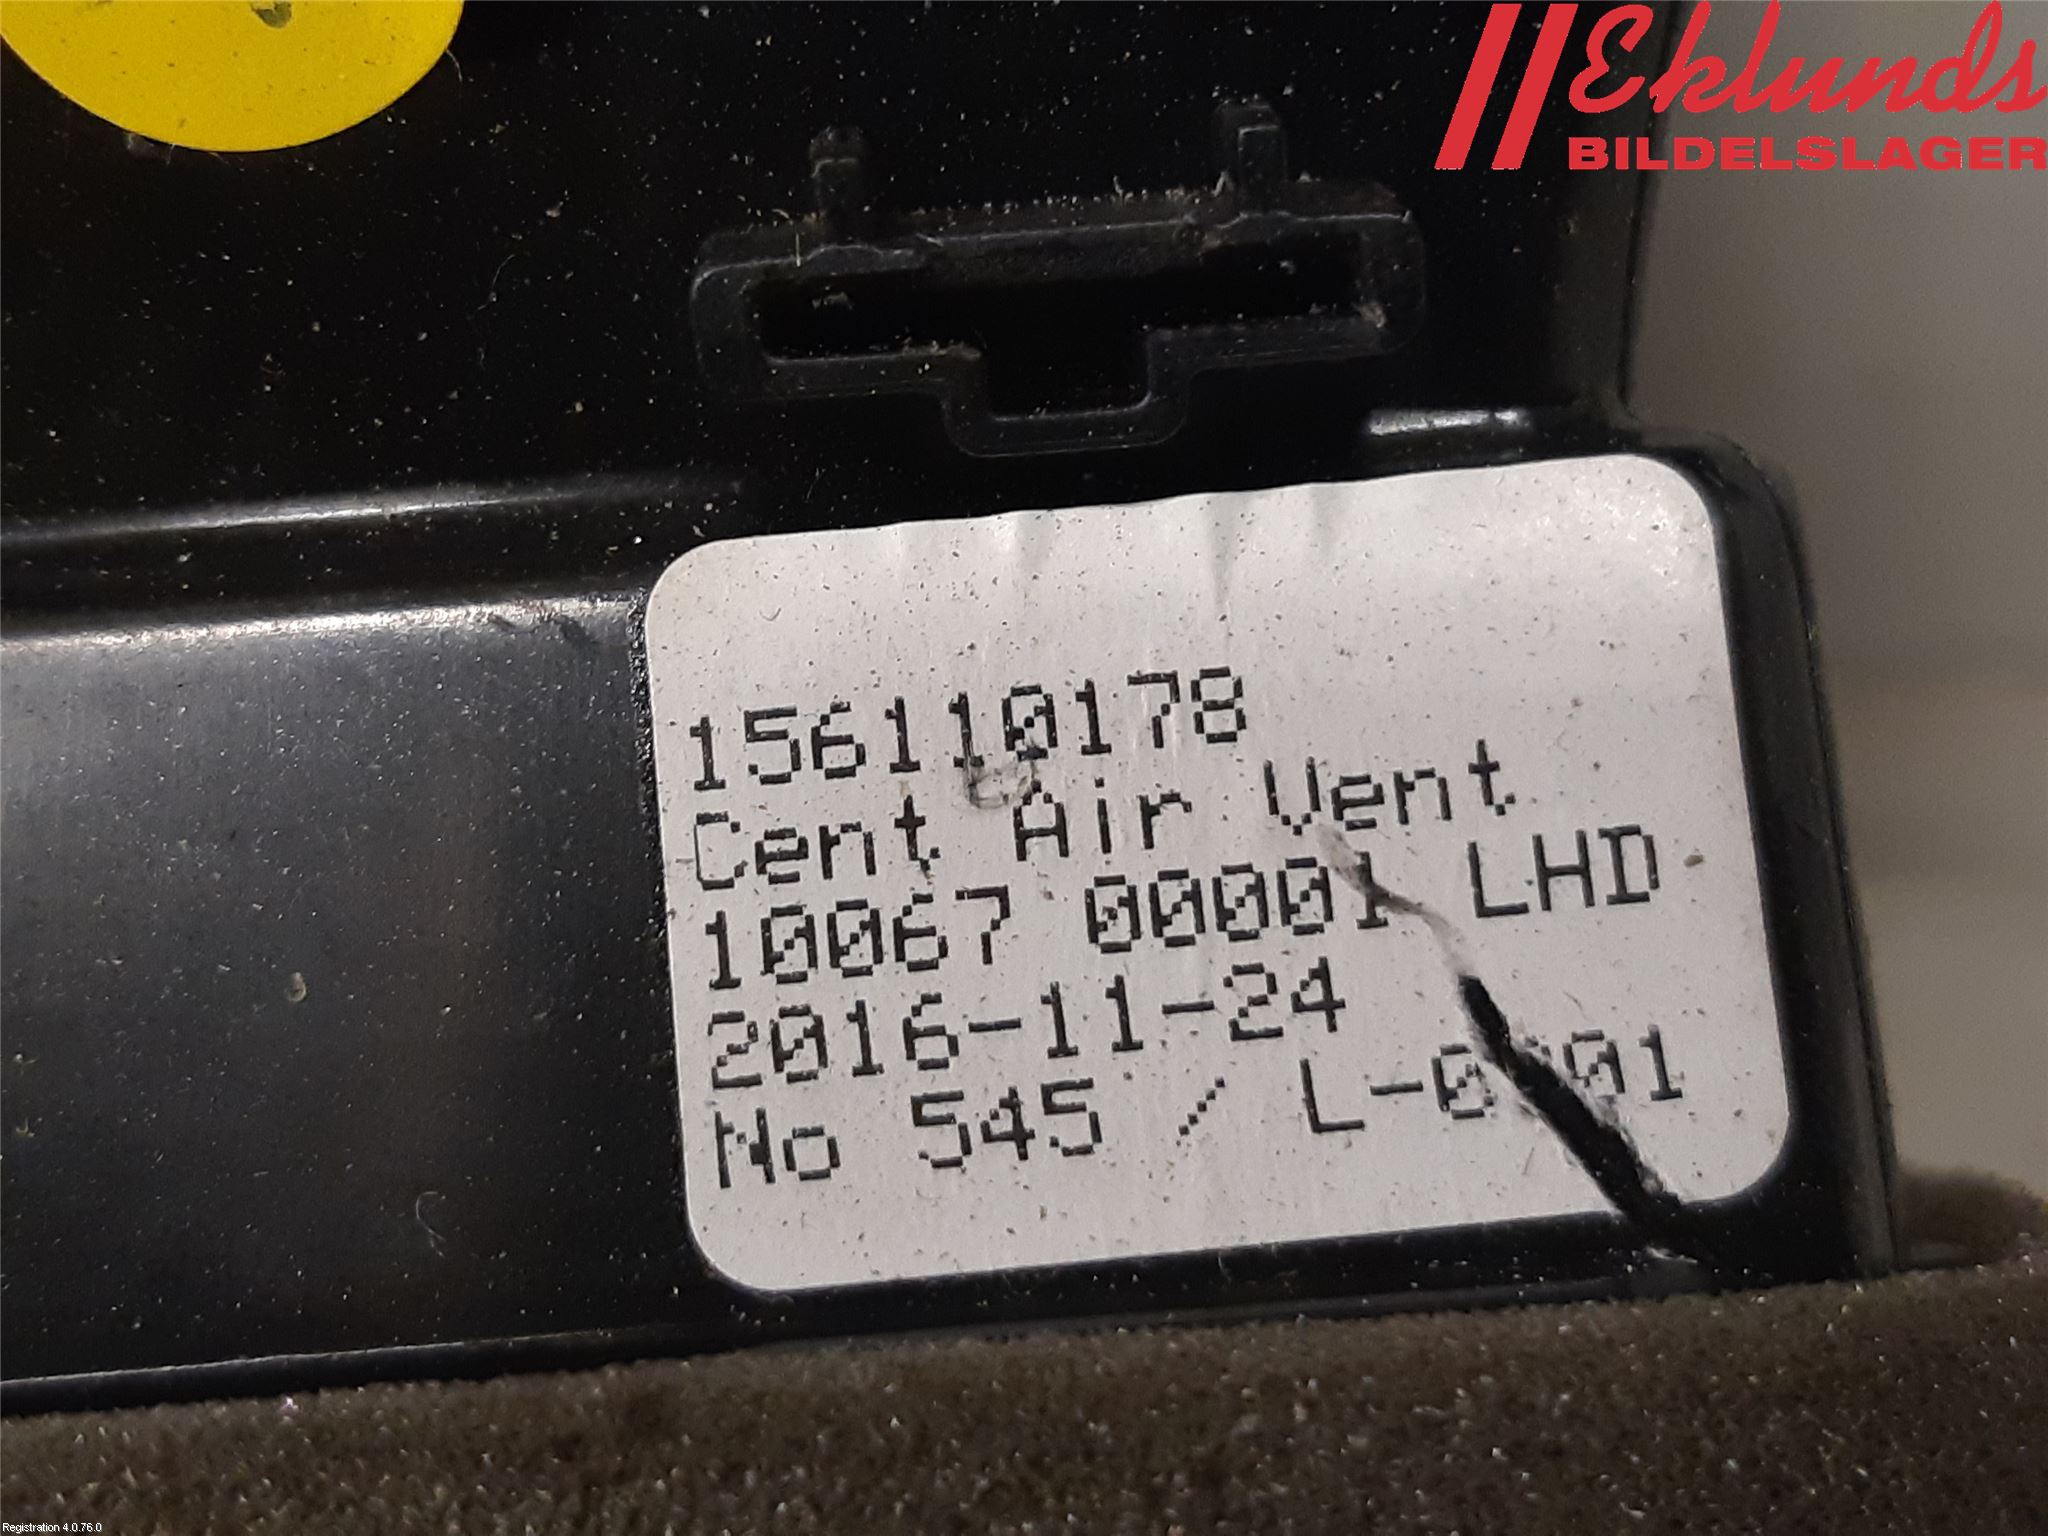 Eklunds
BILDELSLAGER
156110178
Cent Air Vent
10067 00001 LHD
2016-11-24
No 545 / L-0001
Registration 4.0.76.0